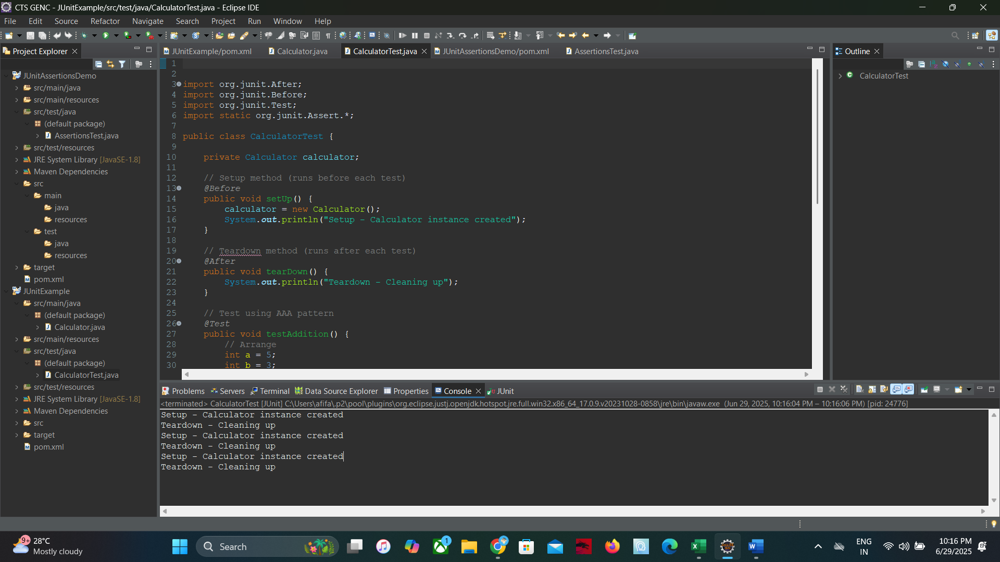 CTS GENC - JUnitExample/src/test/java/CalculatorTest.java - Eclipse IDE
File Edit Source Refactor Navigate Search Project Run Window Help
Project Explorer
JUnitAssertionsDemo
src/main/java
src/main/resources
src/test/java
(default package)
AssertionsTest.java
src/test/resources
JRE System Library [JavaSE-1.8]
Maven Dependencies
src
main
java
resources
test
java
resources
target
pom.xml
JUnitExample
src/main/java
(default package)
Calculator.java
src/main/resources
src/test/java
(default package)
CalculatorTest.java
src/test/resources
JRE System Library [JavaSE-1.8]
Maven Dependencies
src
target
pom.xml
JUnitExample/pom.xml Calculator.java CalculatorTest.java JUnitAssertionsDemo/pom.xml AssertionsTest.java
1
2
3 import org.junit.After;
4 import org.junit.Before;
5 import org.junit.Test;
6 import static org.junit.Assert.*;
7
8 public class CalculatorTest {
9
10 private Calculator calculator;
11
12 // Setup method (runs before each test)
13 @Before
14 public void setUp() {
15 calculator = new Calculator();
16 System.out.println("Setup - Calculator instance created");
17 }
18
19 // Teardown method (runs after each test)
20 @After
21 public void tearDown() {
22 System.out.println("Teardown - Cleaning up");
23 }
24
25 // Test using AAA pattern
26 @Test
27 public void testAddition() {
28 // Arrange
29 int a = 5;
30 int b = 3;
Outline
CalculatorTest
Problems Servers Terminal Data Source Explorer Properties Console JUnit
<terminated> CalculatorTest [JUnit] C:\Users\afifa\.p2\pool\plugins\org.eclipse.justj.openjdk.hotspot.jre.full.win32.x86_64_17.0.9.v20231028-0858\jre\bin\javaw.exe (Jun 29, 2025, 10:16:04 PM – 10:16:06 PM) [pid: 24776]
Setup - Calculator instance created
Teardown - Cleaning up
Setup - Calculator instance created
Teardown - Cleaning up
Setup - Calculator instance created
Teardown - Cleaning up
9+
28°C
Mostly cloudy
Search
1
ENG
IN
10:16 PM
6/29/2025